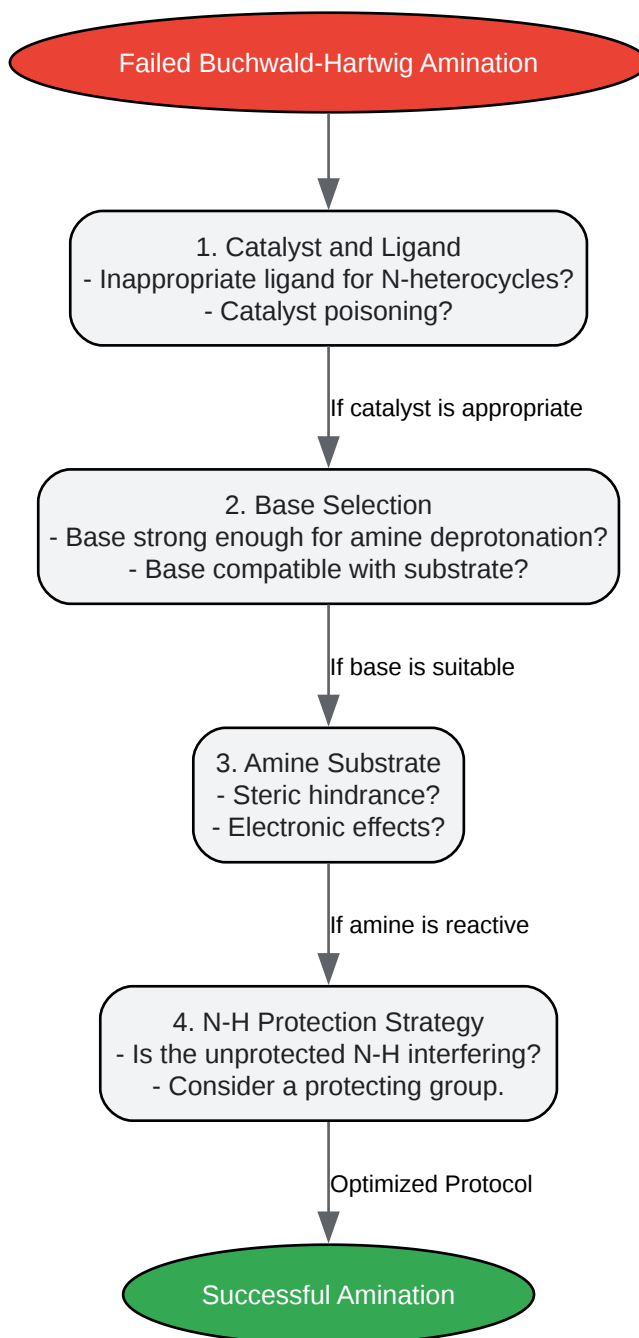 Failed Buchwald-Hartwig Amination
1. Catalyst and Ligand
- Inappropriate ligand for N-heterocycles?
- Catalyst poisoning?
If catalyst is appropriate
2. Base Selection
- Base strong enough for amine deprotonation?
- Base compatible with substrate?
If base is suitable
3. Amine Substrate
- Steric hindrance?
- Electronic effects?
If amine is reactive
4. N-H Protection Strategy
- Is the unprotected N-H interfering?
- Consider a protecting group.
Optimized Protocol
Successful Amination